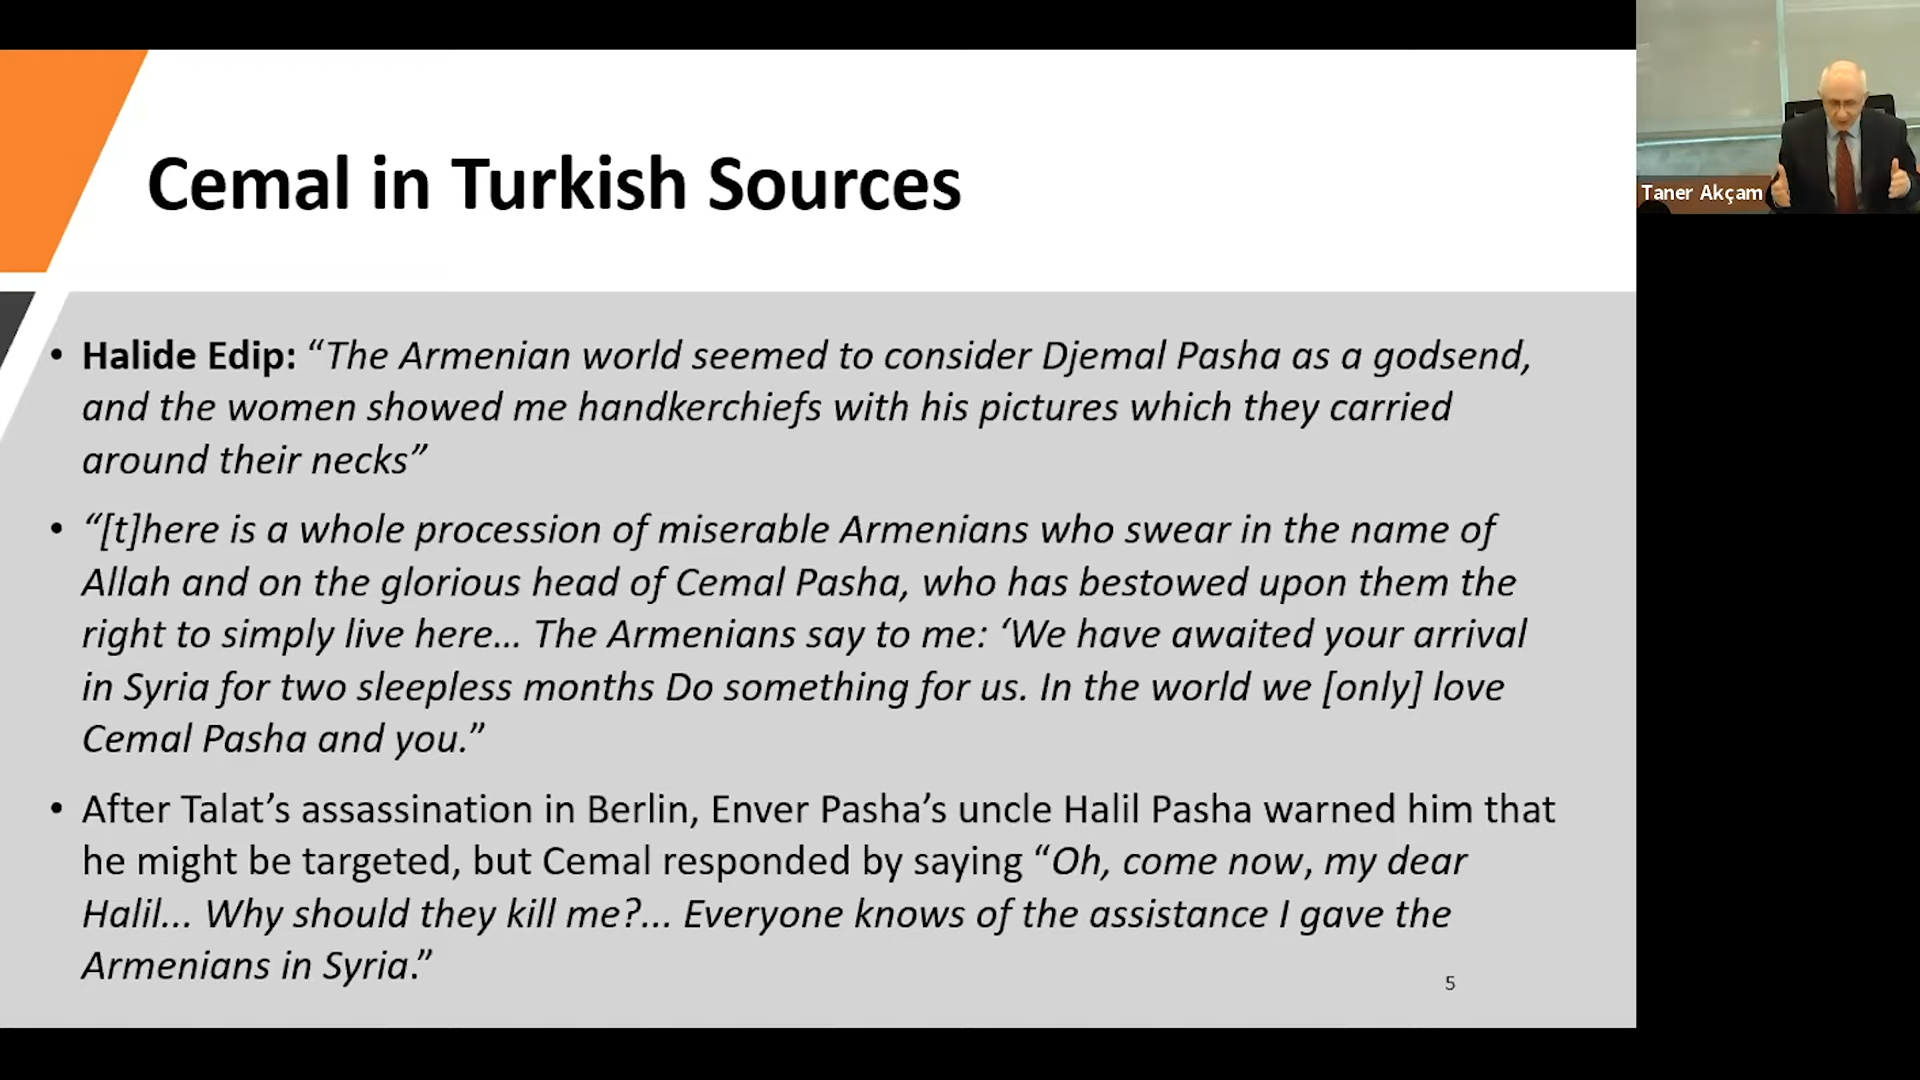 Cemal in Turkish Sources
Taner Akçam
• Halide Edip: “The Armenian world seemed to consider Djemal Pasha as a godsend,
and the women showed me handkerchiefs with his pictures which they carried
around their necks”
• “[t]here is a whole procession of miserable Armenians who swear in the name of
Allah and on the glorious head of Cemal Pasha, who has bestowed upon them the
right to simply live here… The Armenians say to me: ‘We have awaited your arrival
in Syria for two sleepless months Do something for us. In the world we [only] love
Cemal Pasha and you.”
• After Talat’s assassination in Berlin, Enver Pasha’s uncle Halil Pasha warned him that
he might be targeted, but Cemal responded by saying “Oh, come now, my dear
Halil... Why should they kill me?... Everyone knows of the assistance I gave the
Armenians in Syria.”
5